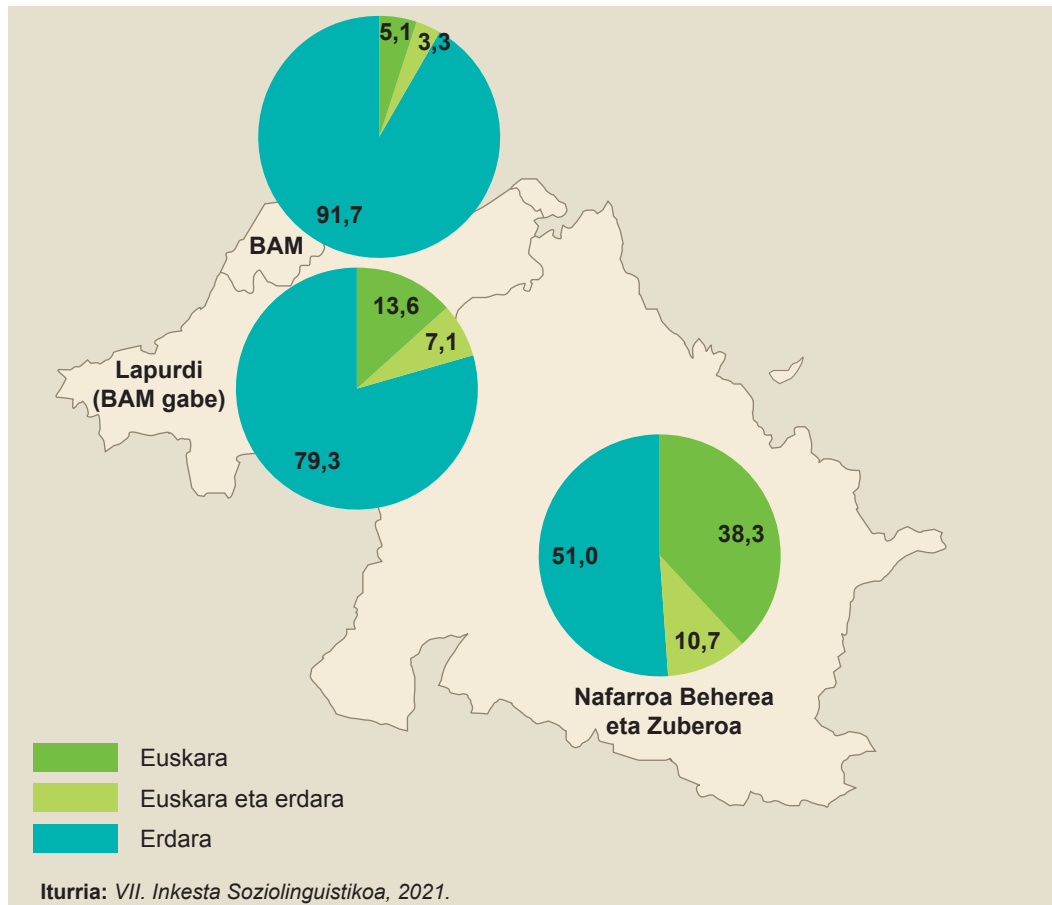 5,1
3,3
91,7
BAM
13,6
7,1
Lapurdi
(BAM gabe)
79,3
38,3
51,0
10,7
Nafarroa Beherea
eta Zuberoa
Euskara
Euskara eta erdara
Erdara
Iturria: VII. Inkesta Soziolinguistikoa, 2021.